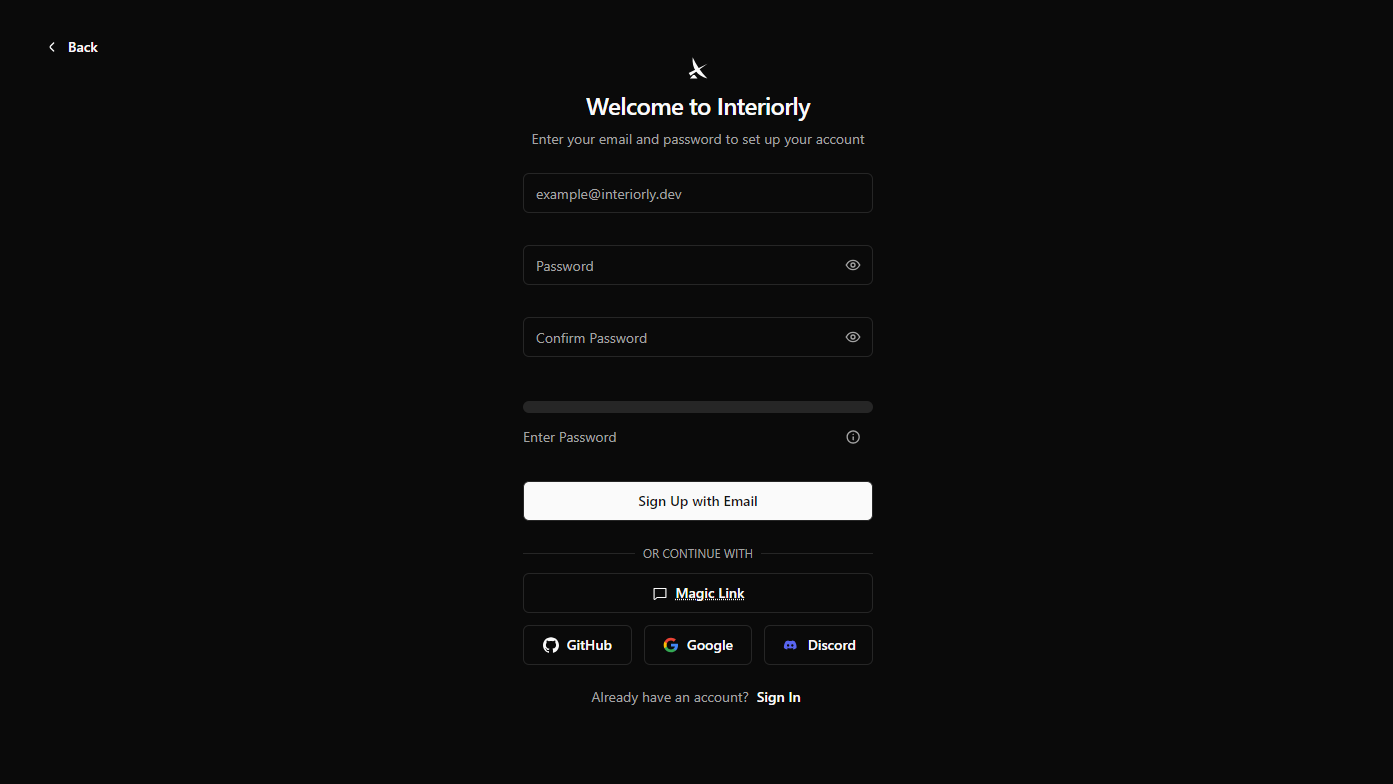 Back
Welcome to Interiorly
Enter your email and password to set up your account
example@interiorly.dev
Password
Confirm Password
Enter Password
Sign Up with Email
OR CONTINUE WITH
Magic Link
GitHub Google Discord
Already have an account? Sign In